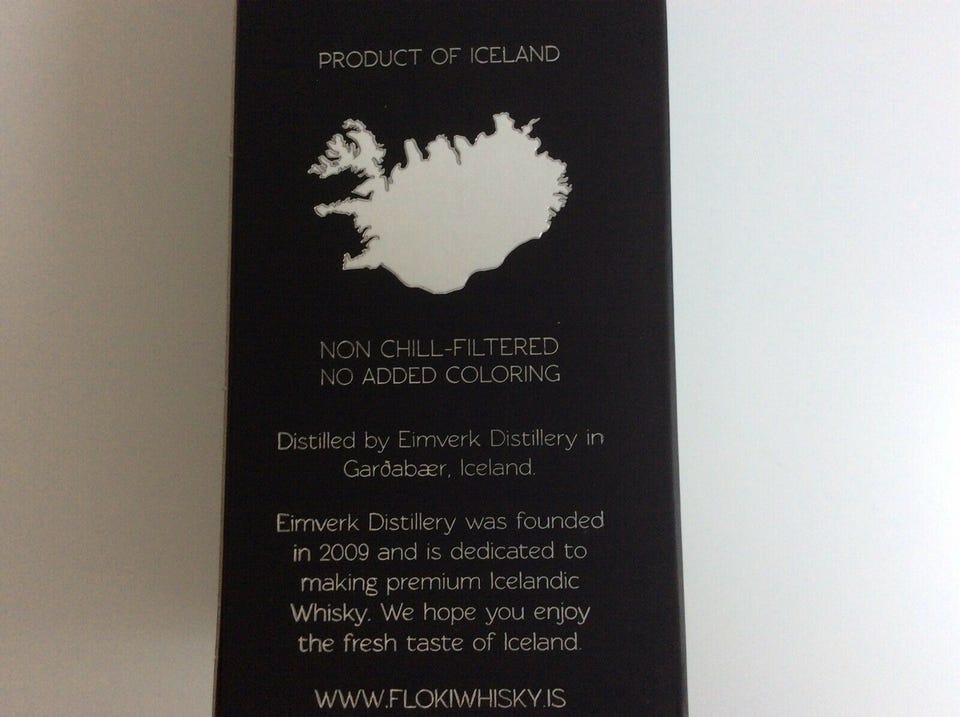 PRODUCT OF ICELAND
NON CHILL-FILTERED
NO ADDED COLORING
Distilled by Eimverk Distillery in
Garðabær, Iceland.
Eimverk Distillery was founded
in 2009 and is dedicated to
making premium Icelandic
Whisky. We hope you enjoy
the fresh taste of Iceland.
WWW.FLOKIWHISKY.IS